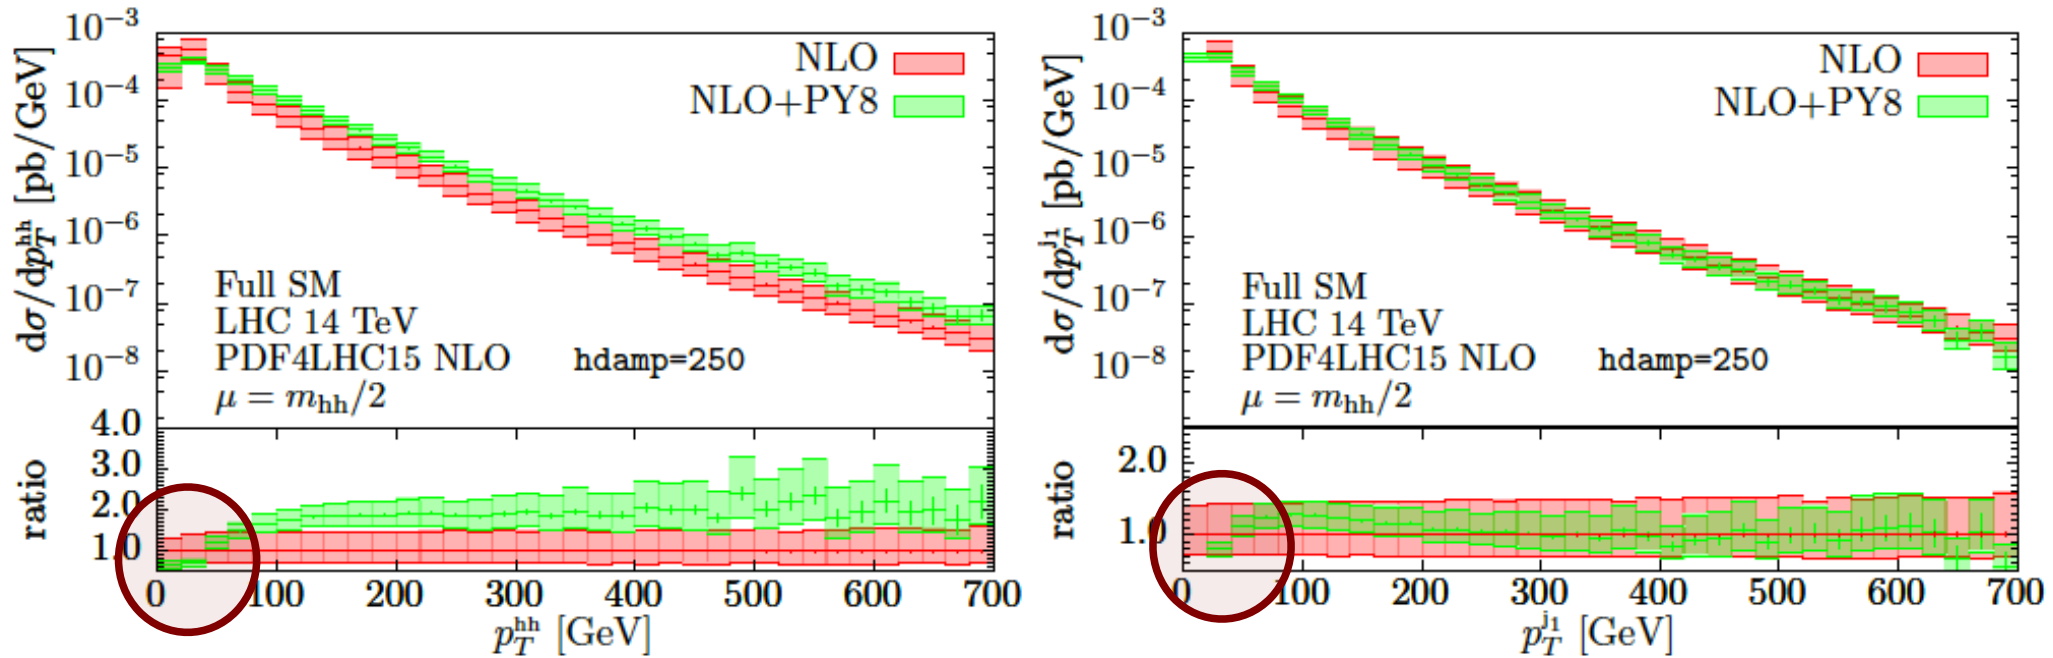 10⁻³
10⁻⁴
10⁻⁵
10⁻⁶
10⁻⁷
10⁻⁸
dσ/dp_T^hh [pb/GeV]
NLO
NLO+PY8
Full SM
LHC 14 TeV
PDF4LHC15 NLO hdamp=250
μ = m_hh/2
4.0
3.0
2.0
1.0
ratio
0 100 200 300 400 500 600 700
p_T^hh [GeV]
10⁻³
10⁻⁴
10⁻⁵
10⁻⁶
10⁻⁷
10⁻⁸
dσ/dp_T^j₁ [pb/GeV]
NLO
NLO+PY8
Full SM
LHC 14 TeV
PDF4LHC15 NLO hdamp=250
μ = m_hh/2
2.0
1.0
ratio
0 100 200 300 400 500 600 700
p_T^j₁ [GeV]